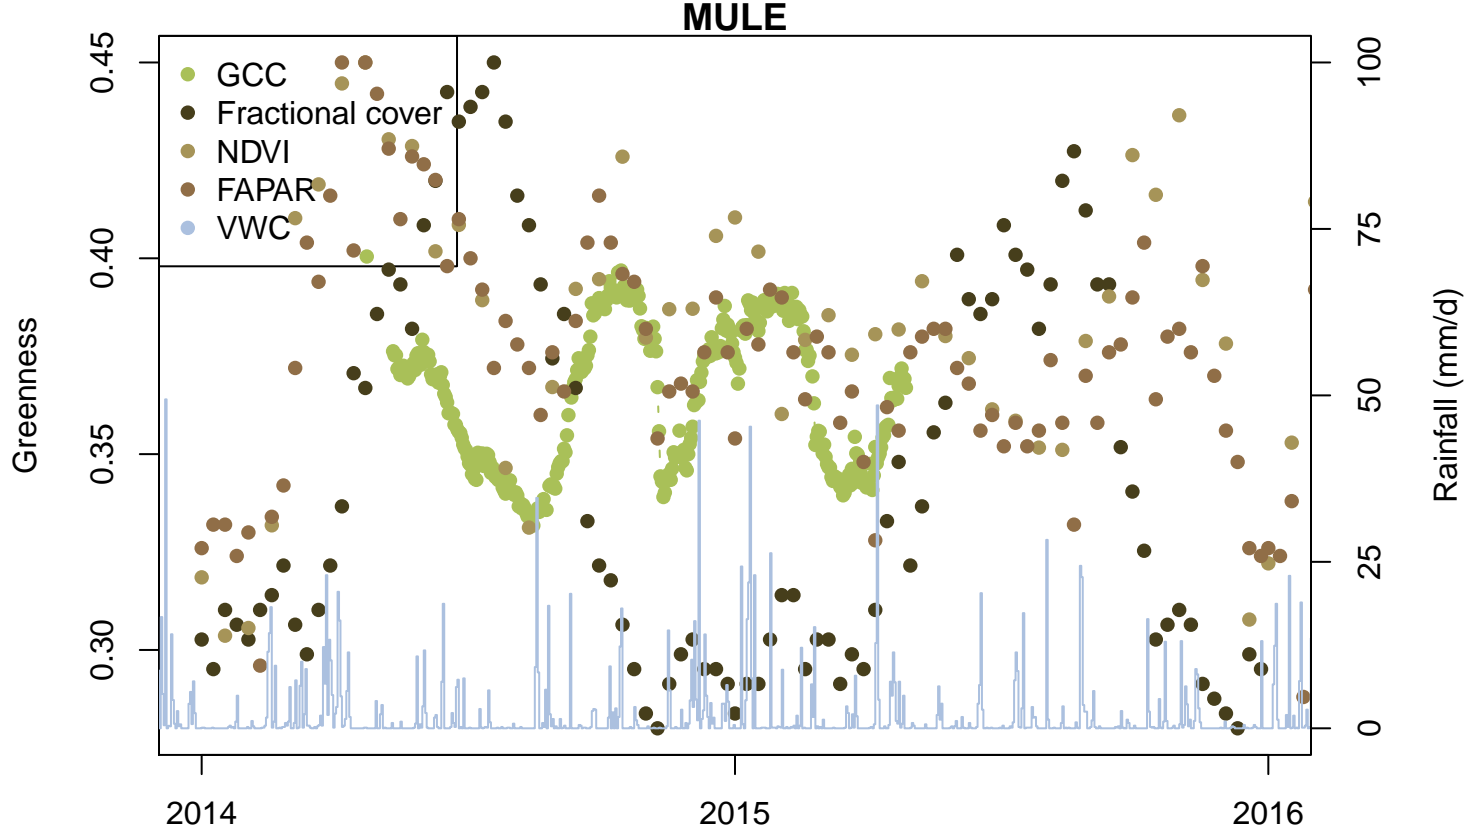 MULE
GCC
Fractional cover
NDVI
FAPAR
VWC
Greenness
0.45
0.40
0.35
0.30
100
75
50
25
0
Rainfall (mm/d)
2014
2015
2016